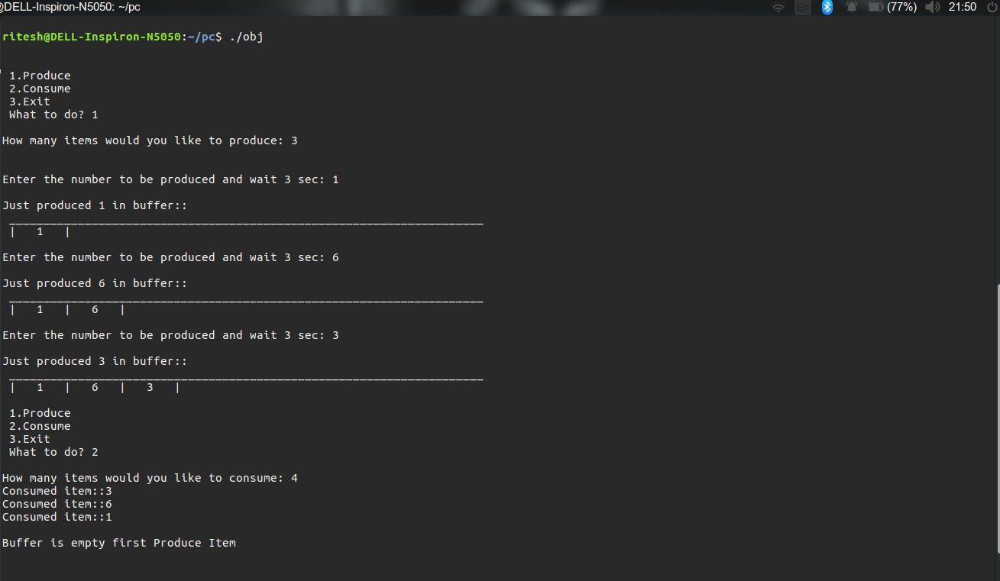 @DELL-Inspiron-N5050: ~/pc
En (77%) 21:50
ritesh@DELL-Inspiron-N5050:~/pc$ ./obj
1.Produce
2.Consume
3.Exit
What to do? 1
How many items would you like to produce: 3
Enter the number to be produced and wait 3 sec: 1
Just produced 1 in buffer::
_____________________________________________________________________
|   1   |
Enter the number to be produced and wait 3 sec: 6
Just produced 6 in buffer::
_____________________________________________________________________
|   1   |   6   |
Enter the number to be produced and wait 3 sec: 3
Just produced 3 in buffer::
_____________________________________________________________________
|   1   |   6   |   3   |
1.Produce
2.Consume
3.Exit
What to do? 2
How many items would you like to consume: 4
Consumed item::3
Consumed item::6
Consumed item::1
Buffer is empty first Produce Item